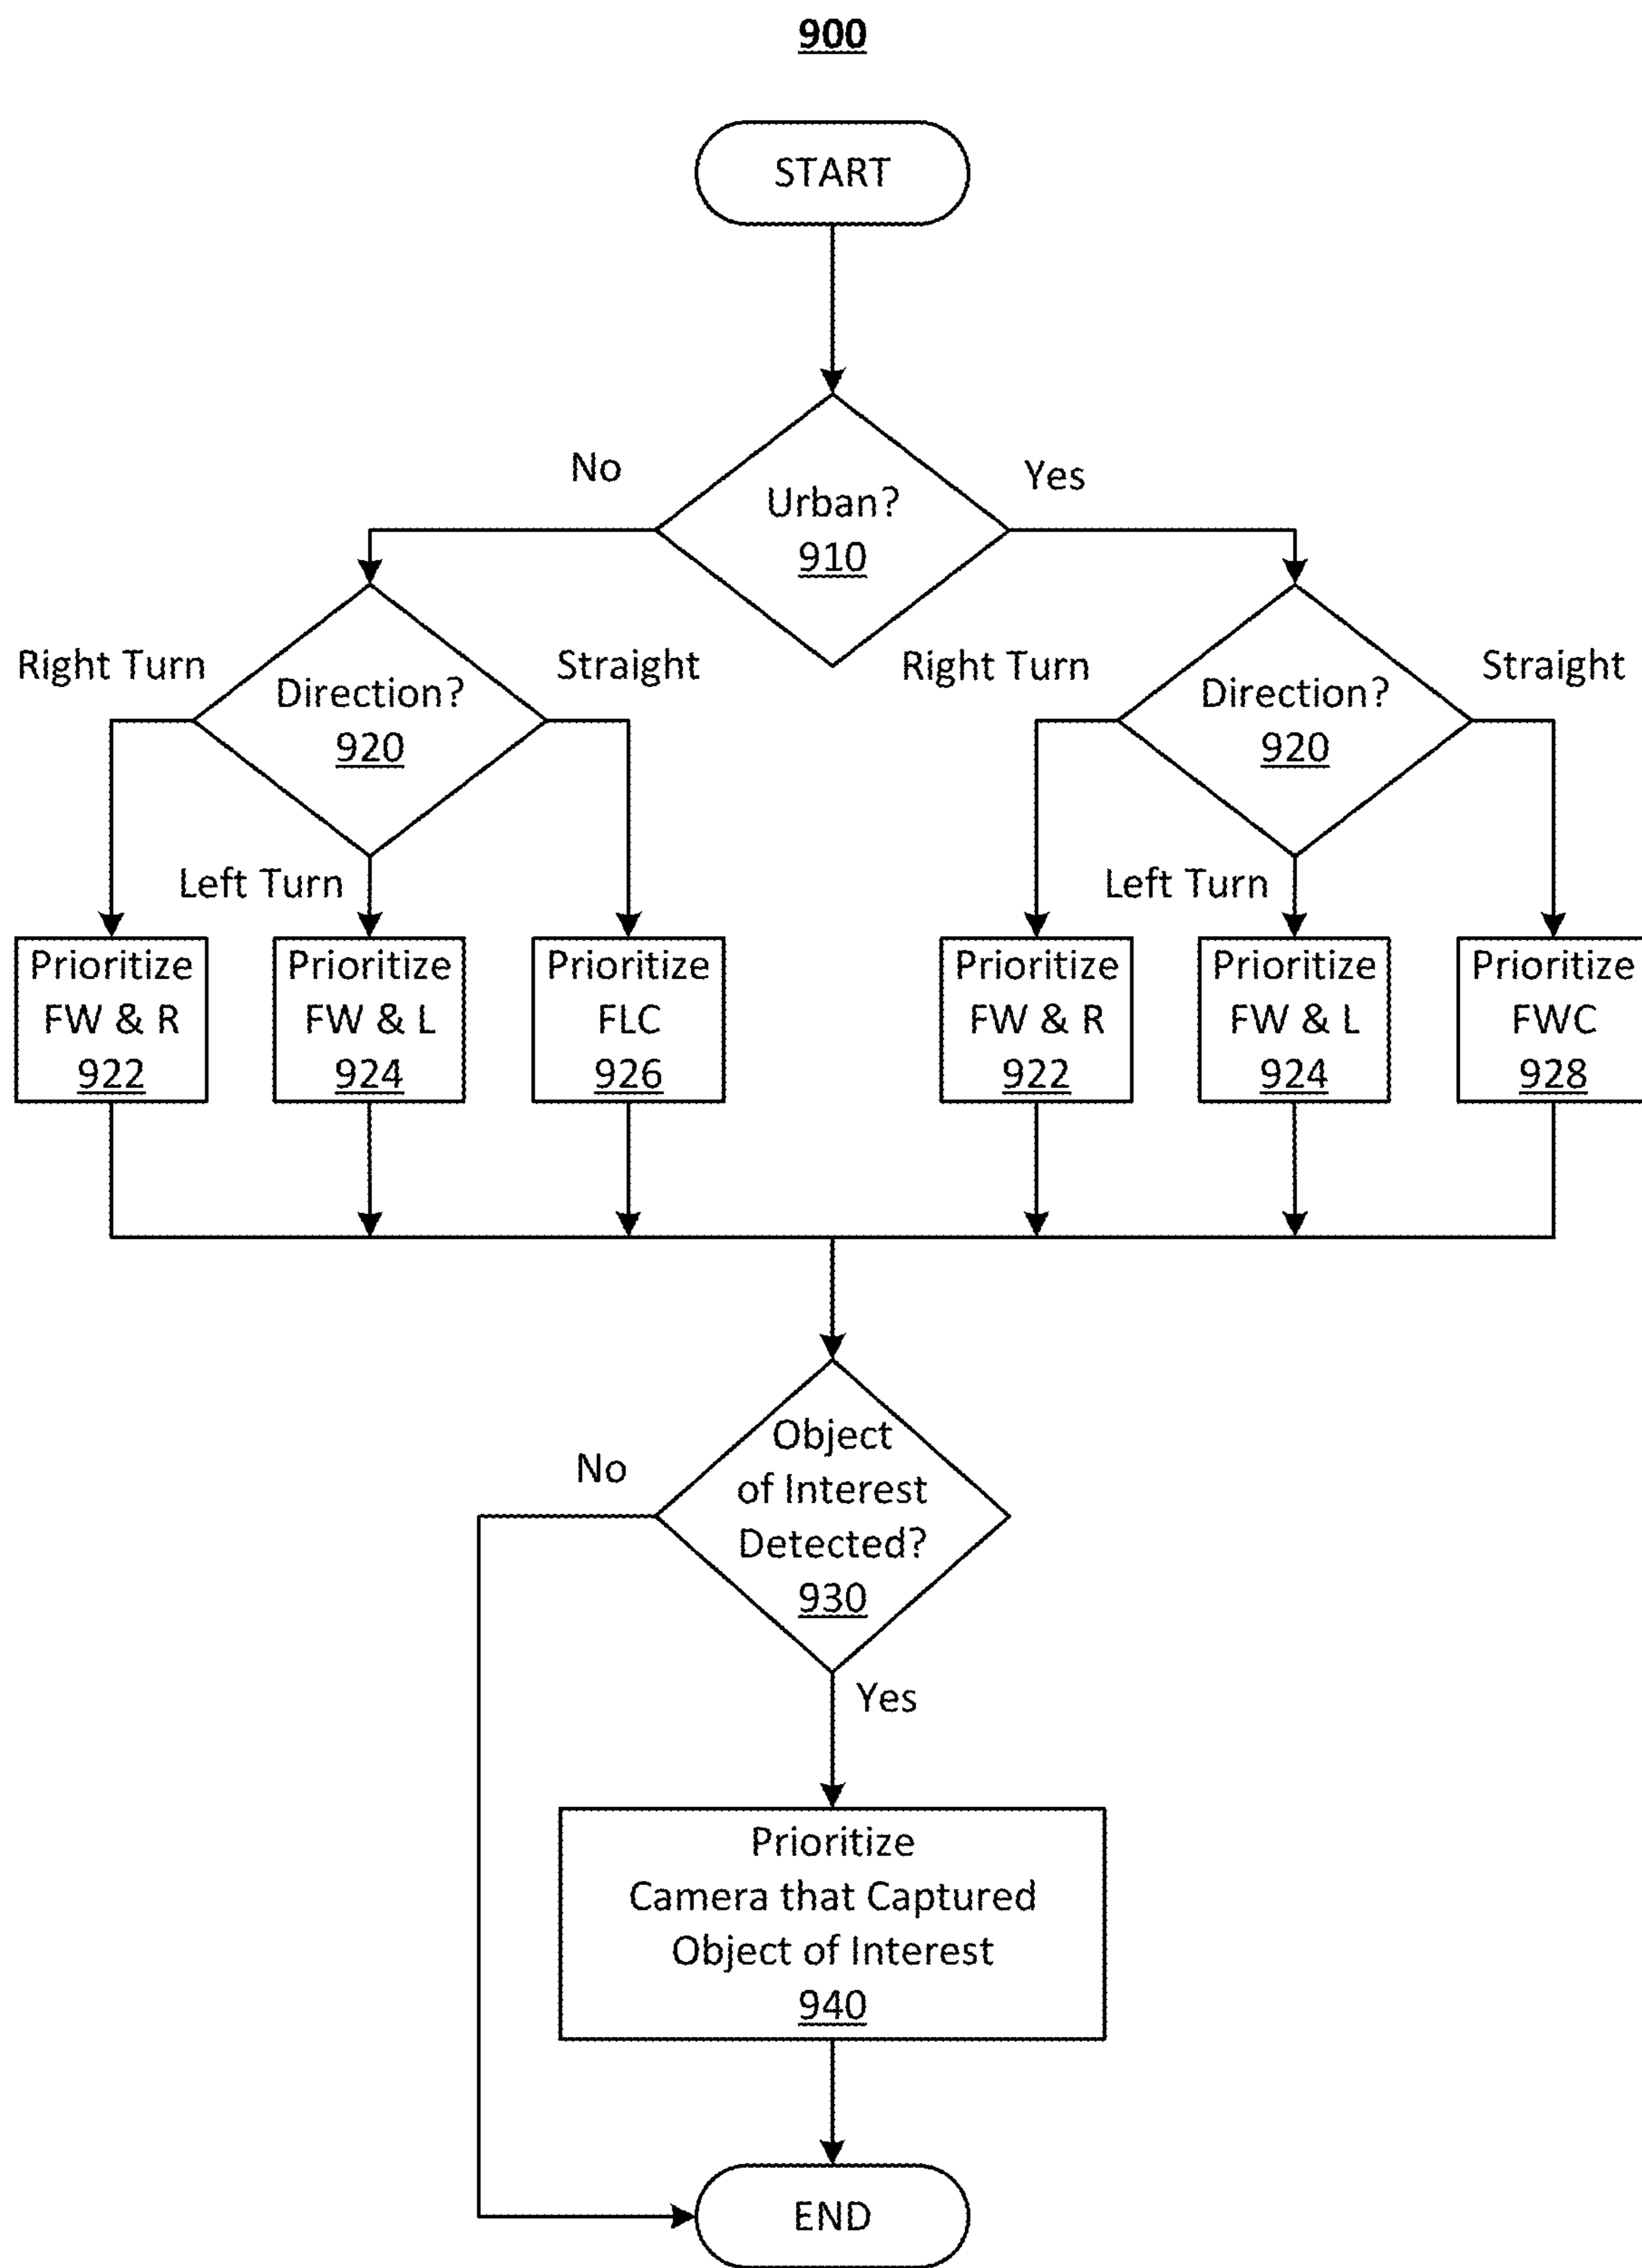 900
START
No
Yes
Urban?
910
Right Turn
Straight
Direction?
920
Left Turn
Right Turn
Straight
Direction?
920
Left Turn
Prioritize
FW & R
922
Prioritize
FW & L
924
Prioritize
FLC
926
Prioritize
FW & R
922
Prioritize
FW & L
924
Prioritize
FWC
928
No
Object
of Interest
Detected?
930
Yes
Prioritize
Camera that Captured
Object of Interest
940
END